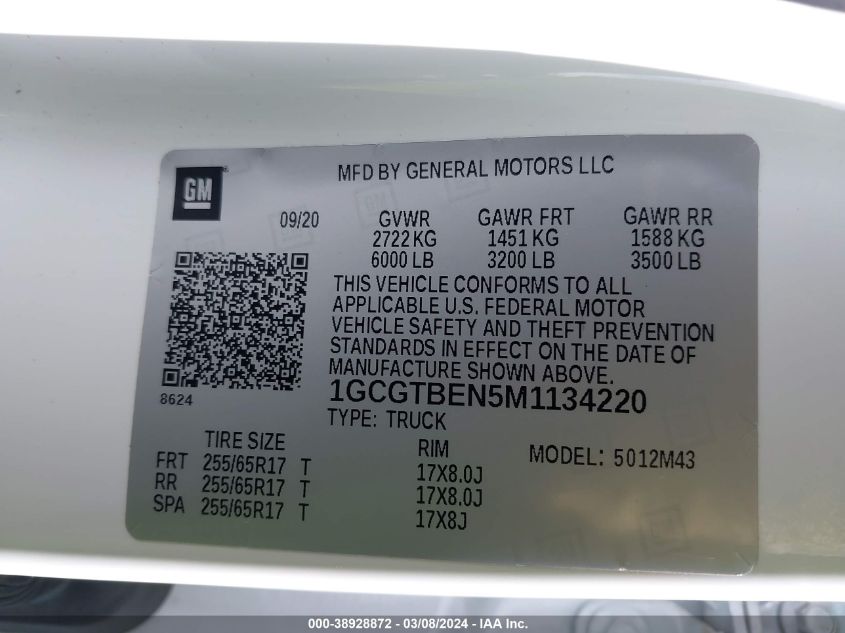 MFD BY GENERAL MOTORS LLC
GM
09/20 GVWR GAWR FRT GAWR RR
2722 KG 1451 KG 1588 KG
6000 LB 3200 LB 3500 LB
THIS VEHICLE CONFORMS TO ALL
APPLICABLE U.S. FEDERAL MOTOR
VEHICLE SAFETY AND THEFT PREVENTION
STANDARDS IN EFFECT ON THE DATE OF
MANUFACTURE SHOWN ABOVE.
8624
1GCGTBEN5M1134220
TYPE: TRUCK
TIRE SIZE RIM MODEL: 5012M43
FRT 255/65R17 T 17X8.0J
RR 255/65R17 T 17X8.0J
SPA 255/65R17 T 17X8J
000-38928872 - 03/08/2024 - IAA Inc.